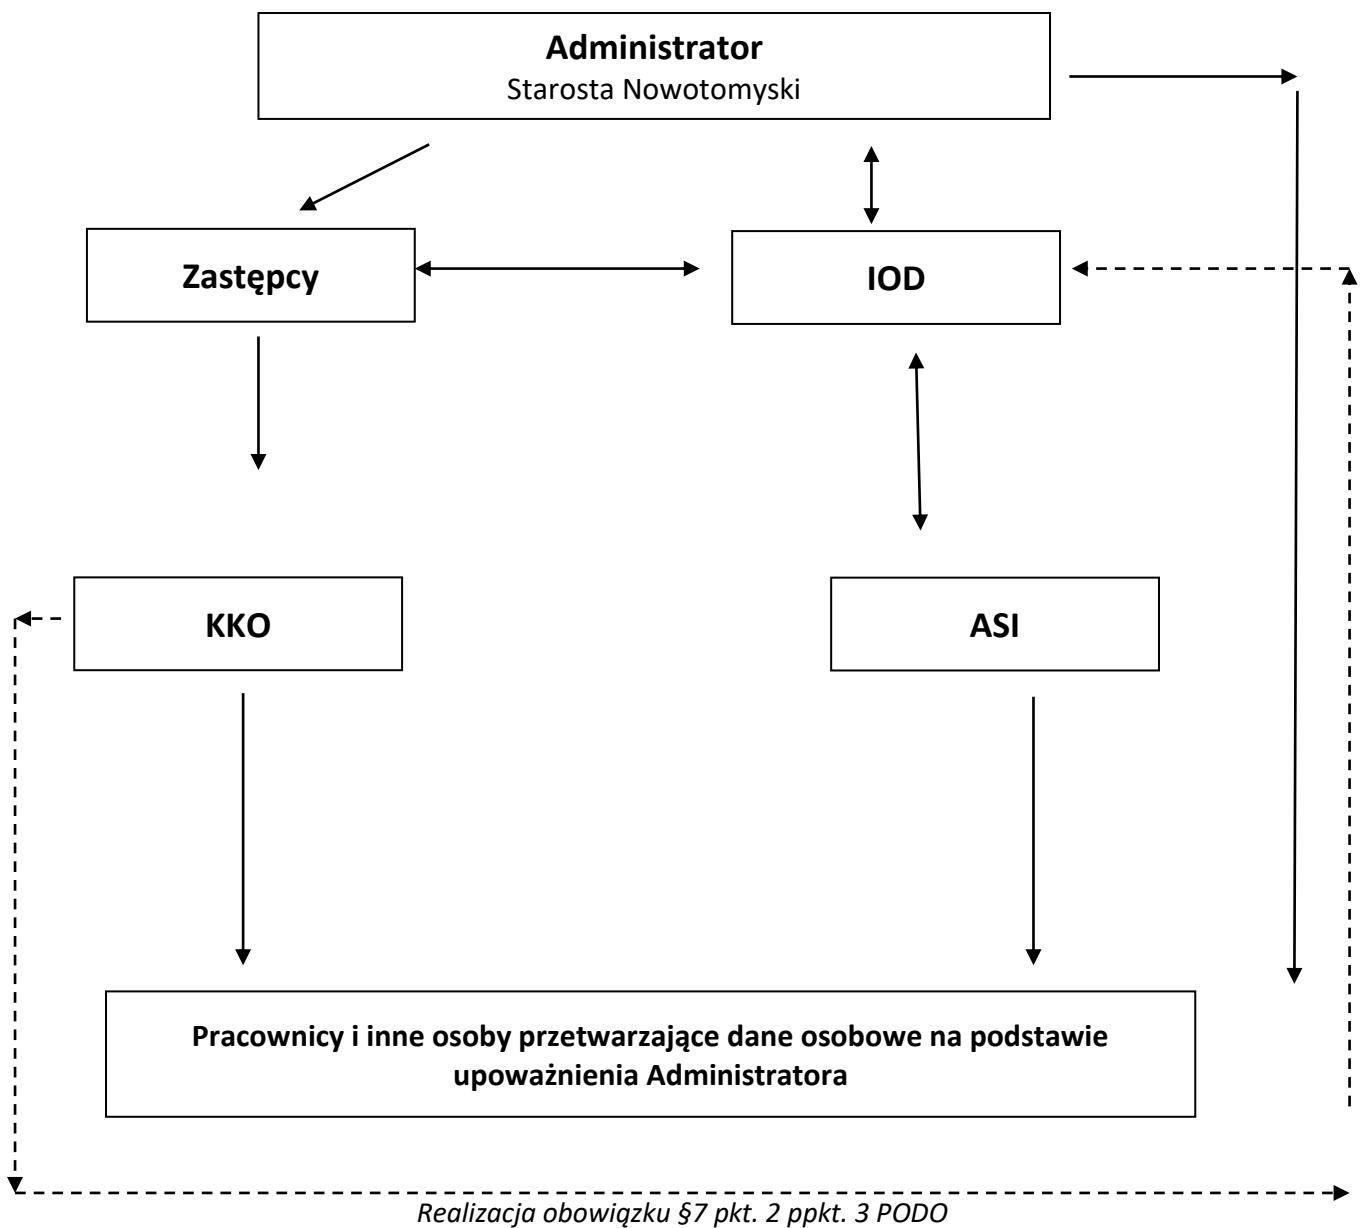 Administrator
Starosta Nowotomyski
Zastępcy
IOD
KKO
ASI
Pracownicy i inne osoby przetwarzające dane osobowe na podstawie
upoważnienia Administratora
Realizacja obowiązku §7 pkt. 2 ppkt. 3 PODO